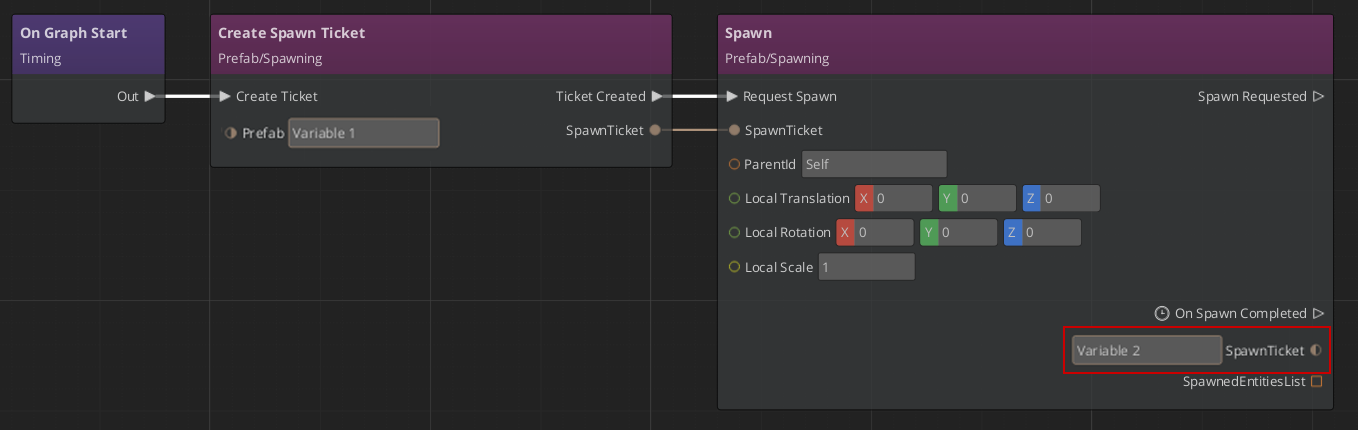 On Graph Start
Timing
Out
Create Spawn Ticket
Prefab/Spawning
Create Ticket
Ticket Created
Prefab Variable 1
SpawnTicket
Spawn
Prefab/Spawning
Request Spawn
Spawn Requested
SpawnTicket
ParentId Self
Local Translation X 0 Y 0 Z 0
Local Rotation X 0 Y 0 Z 0
Local Scale 1
On Spawn Completed
Variable 2 SpawnTicket
SpawnedEntitiesList